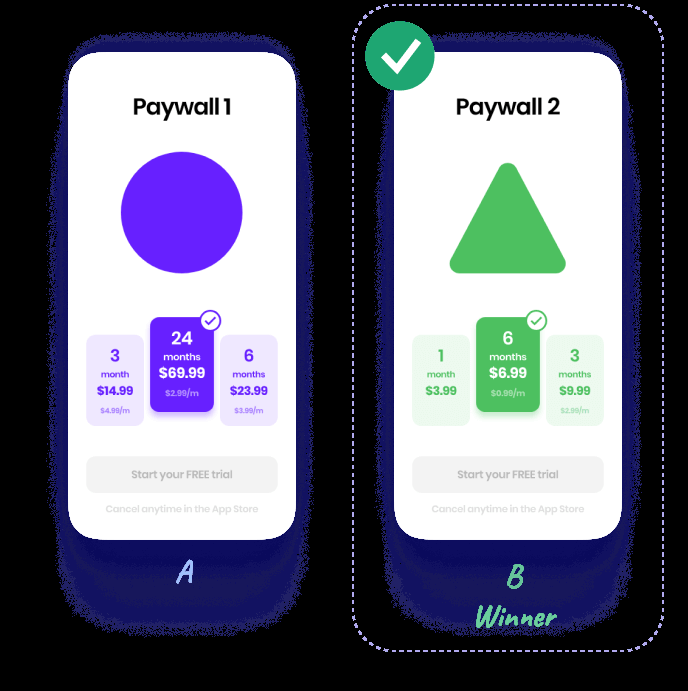 Paywall 1
3
month
$14.99
$4.99/m
24
months
$69.99
$2.99/m
6
months
$23.99
$3.99/m
Start your FREE trial
Cancel anytime in the App Store
A
Paywall 2
1
month
$3.99
6
months
$6.99
$0.99/m
3
months
$9.99
$2.99/m
Start your FREE trial
Cancel anytime in the App Store
B
Winner